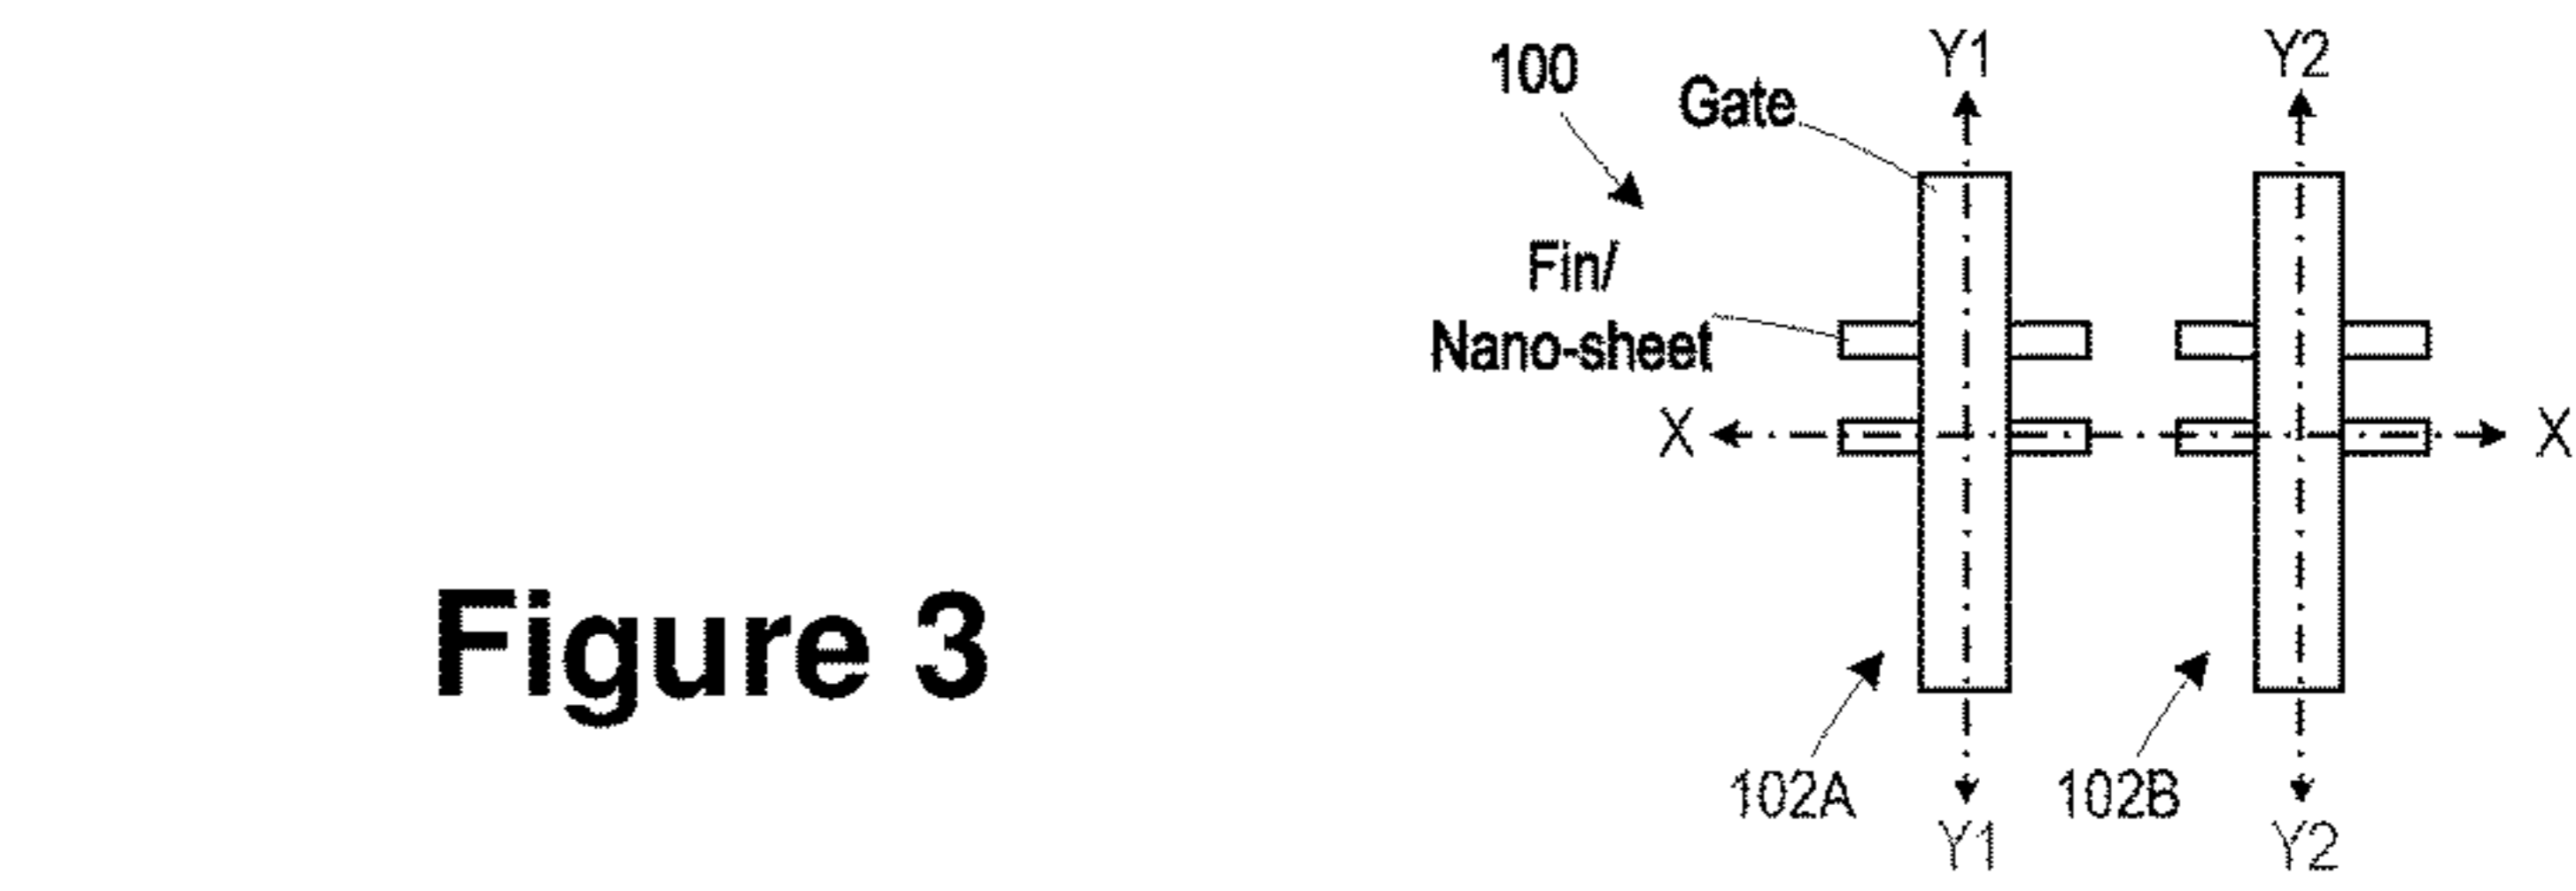 Y1
Y2
100
Gate
Fin/
Nano-sheet
X
X
Figure 3
102A
102B
Y1
Y2